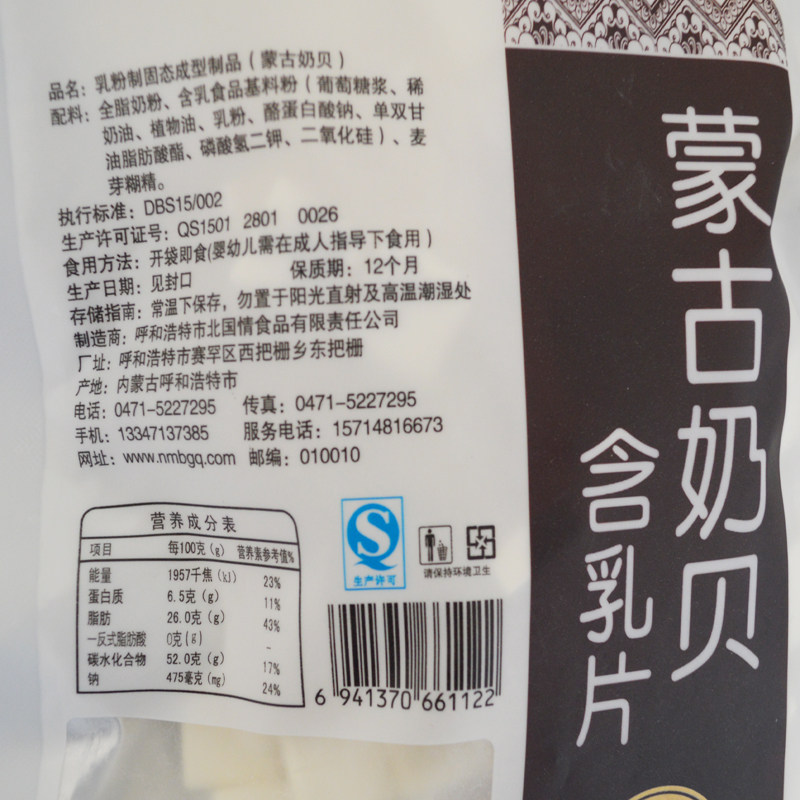 品名：乳粉制固态成型制品（蒙古奶贝）
配料：全脂奶粉、含乳食品基料粉（葡萄糖浆、稀
奶油、植物油、乳粉、酪蛋白酸钠、单双甘
油脂肪酸酯、磷酸氢二钾、二氧化硅）、麦
芽糊精。
执行标准：DBS15/002
生产许可证号：QS1501 2801 0026
食用方法：开袋即食(婴幼儿需在成人指导下食用）
生产日期：见封口 保质期：12个月
存储指南：常温下保存，勿置于阳光直射及高温潮湿处
制造商：呼和浩特市北国情食品有限责任公司
厂址：呼和浩特市赛罕区西把栅乡东把栅
产地：内蒙古呼和浩特市
电话：0471-5227295 传真：0471-5227295
手机：13347137385 服务电话：15714816673
网址：www.nmbgq.com 邮编：010010
营养成分表
项目 每100克（g） 营养素参考值%
能量 1957千焦（kJ） 23%
蛋白质 6.5克（g） 11%
脂肪 26.0克（g） 43%
—反式脂肪酸 0克（g） -
碳水化合物 52.0克（g） 17%
钠 475毫克（mg） 24%
生产许可
请保持环境卫生
6 941370 661122
蒙古奶贝
含乳片